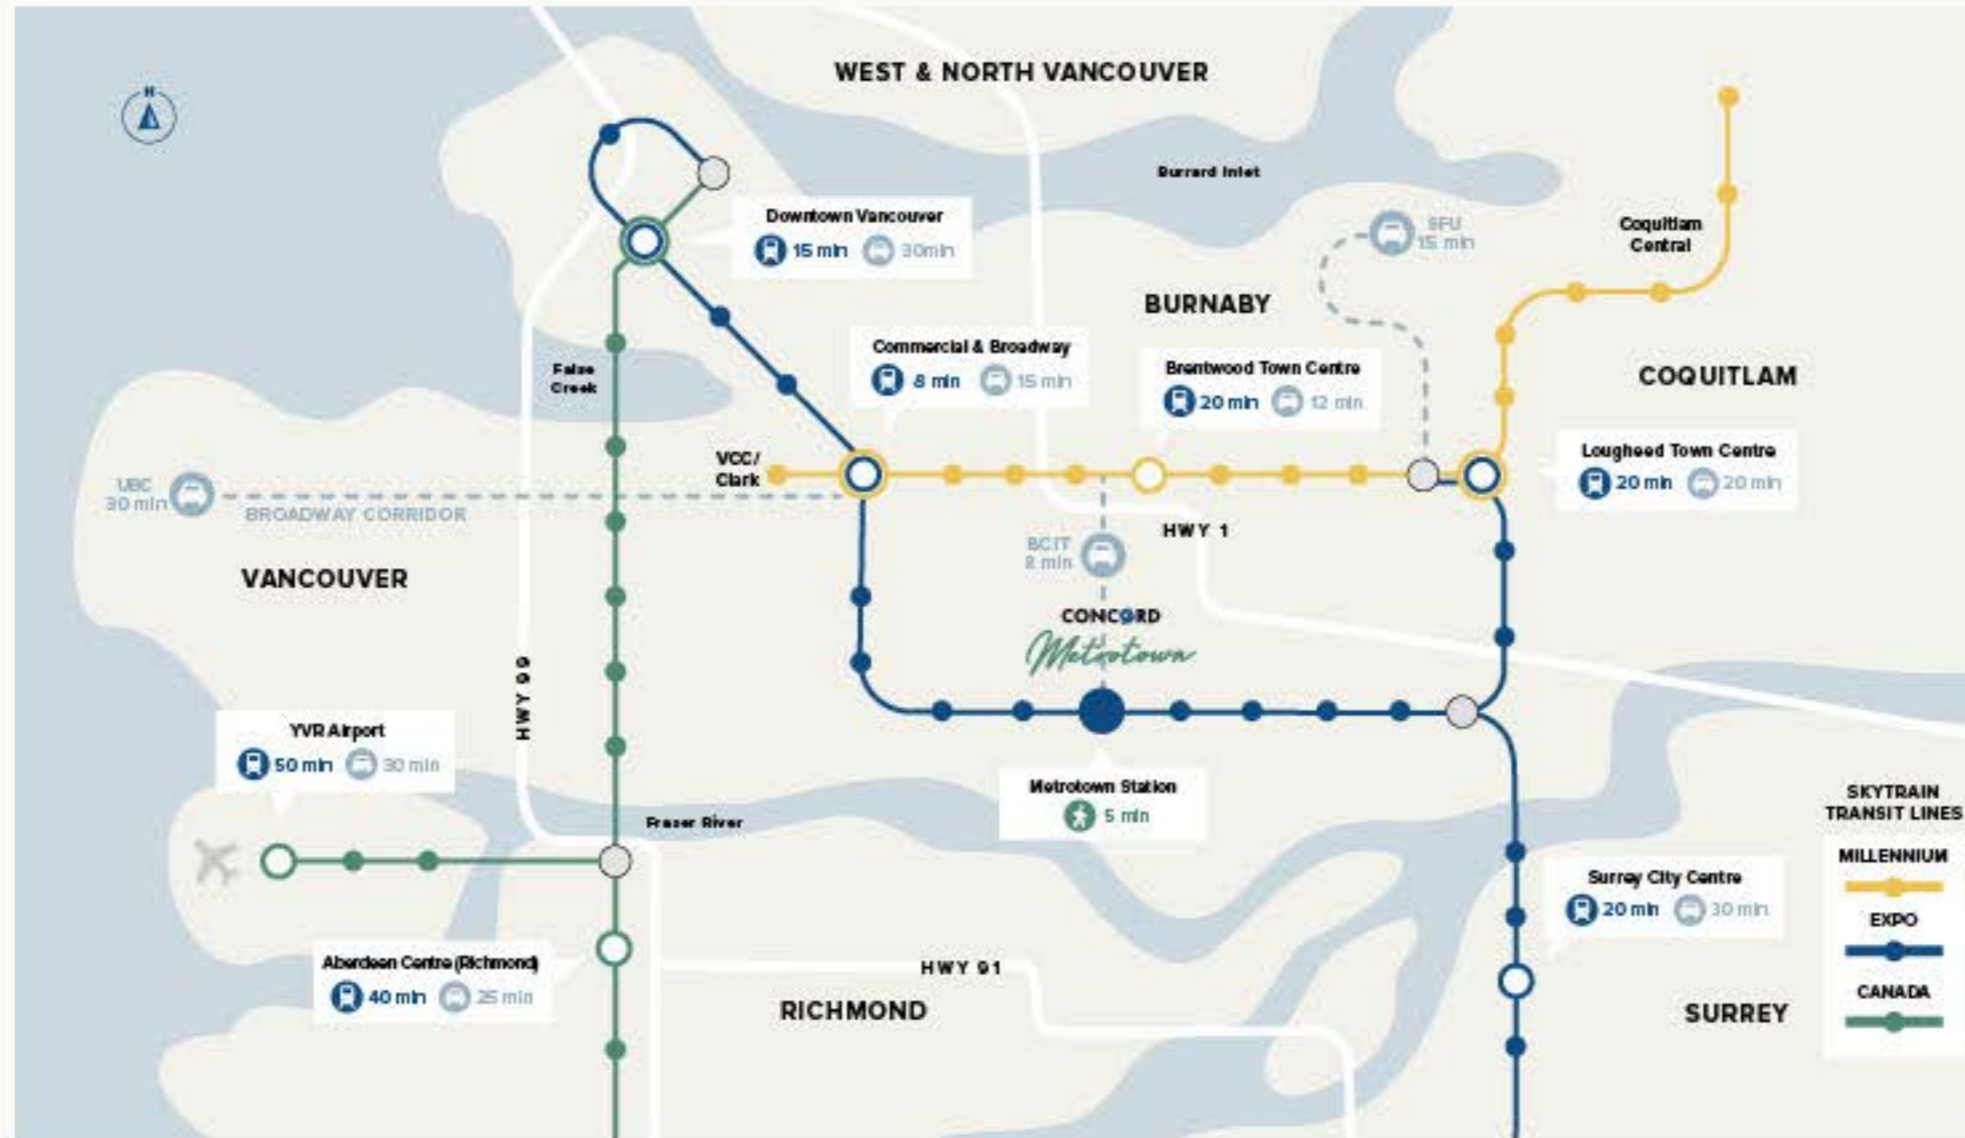 N
WEST & NORTH VANCOUVER
Burrard Inlet
Downtown Vancouver
15 min 30min
SFU
15 min
Coquitlam
Central
BURNABY
False
Creek
Commercial & Broadway
8 min 15 min
Brentwood Town Centre
20 min 12 min
COQUITLAM
VCC/
Clark
Lougheed Town Centre
20 min 20 min
UBC
30 min
BROADWAY CORRIDOR
HWY 1
BCIT
8 min
VANCOUVER
CONCORD
Metrotown
HWY 99
YVR Airport
50 min 30 min
Metrotown Station
5 min
Fraser River
SKYTRAIN
TRANSIT LINES
MILLENNIUM
EXPO
CANADA
Surrey City Centre
20 min 30 min
Aberdeen Centre (Richmond)
40 min 25 min
HWY 91
RICHMOND
SURREY